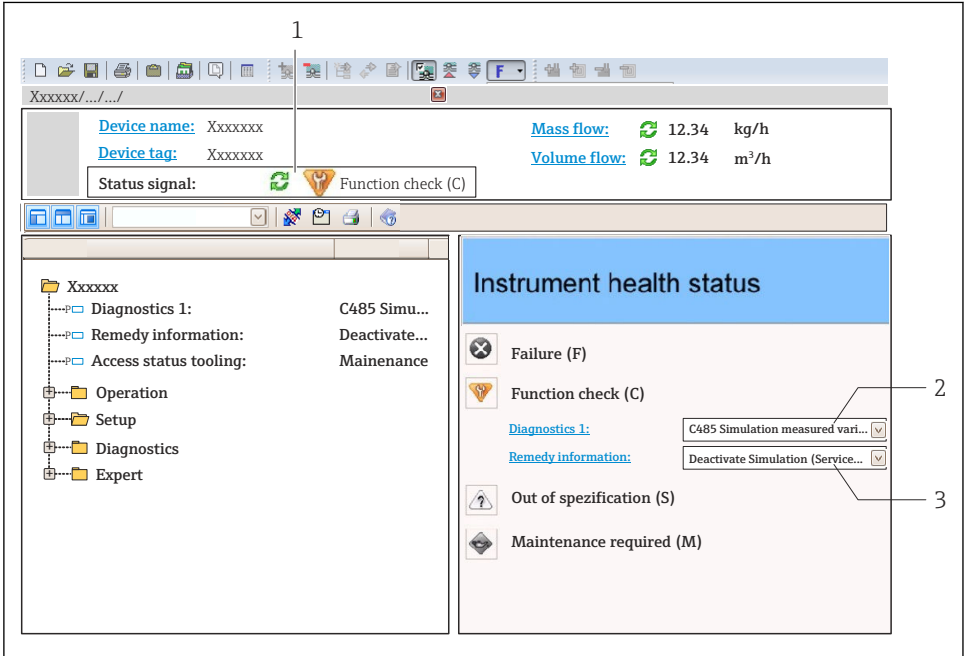 1
F
Xxxxxx/.../.../
Device name: Xxxxxxx
Mass flow: 12.34 kg/h
Device tag: Xxxxxxx
Volume flow: 12.34 m³/h
Status signal: Function check (C)
Xxxxxx
Diagnostics 1: C485 Simu...
Remedy information: Deactivate...
Access status tooling: Mainenance
Operation
Setup
Diagnostics
Expert
Instrument health status
Failure (F)
Function check (C)
Diagnostics 1: C485 Simulation measured vari...
2
Remedy information: Deactivate Simulation (Service...
3
Out of spezification (S)
Maintenance required (M)